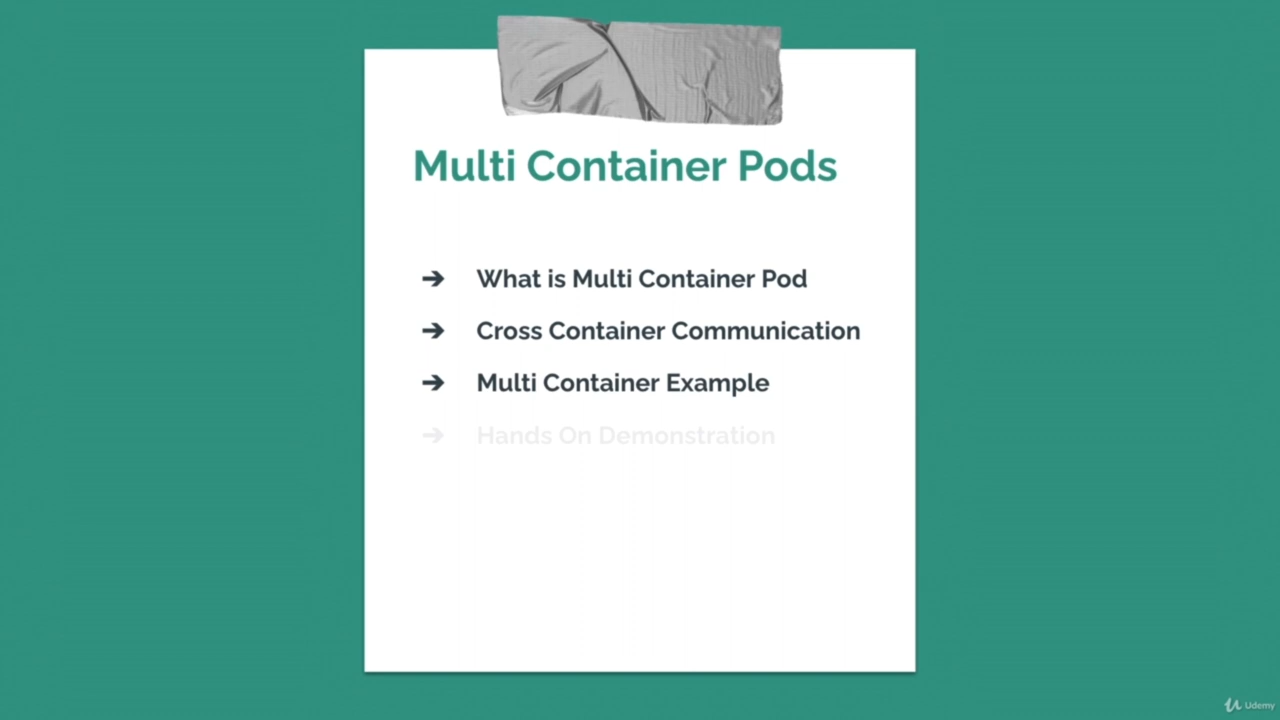 Multi Container Pods
➔ What is Multi Container Pod
➔ Cross Container Communication
➔ Multi Container Example
➔ Hands On Demonstration
Udemy